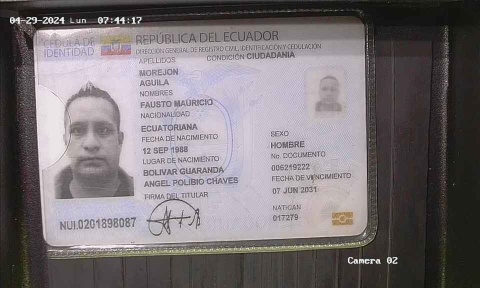 04-29-2024 Lun 07:44:17
CÉDULA DE
IDENTIDAD
REPÚBLICA DEL ECUADOR
DIRECCIÓN GENERAL DE REGISTRO CIVIL, IDENTIFICACIÓN Y CEDULACIÓN
APELLIDOS
CONDICIÓN CIUDADANÍA
MOREJON
AGUILA
NOMBRES
FAUSTO MAURICIO
NACIONALIDAD
ECUATORIANA
FECHA DE NACIMIENTO
12 SEP 1988
LUGAR DE NACIMIENTO
BOLIVAR GUARANDA
ANGEL POLIBIO CHAVES
FIRMA DEL TITULAR
SEXO
HOMBRE
No. DOCUMENTO
006219222
FECHA DE VENCIMIENTO
07 JUN 2031
NAT/CAN
017279
NUI.0201898087
Camera 02